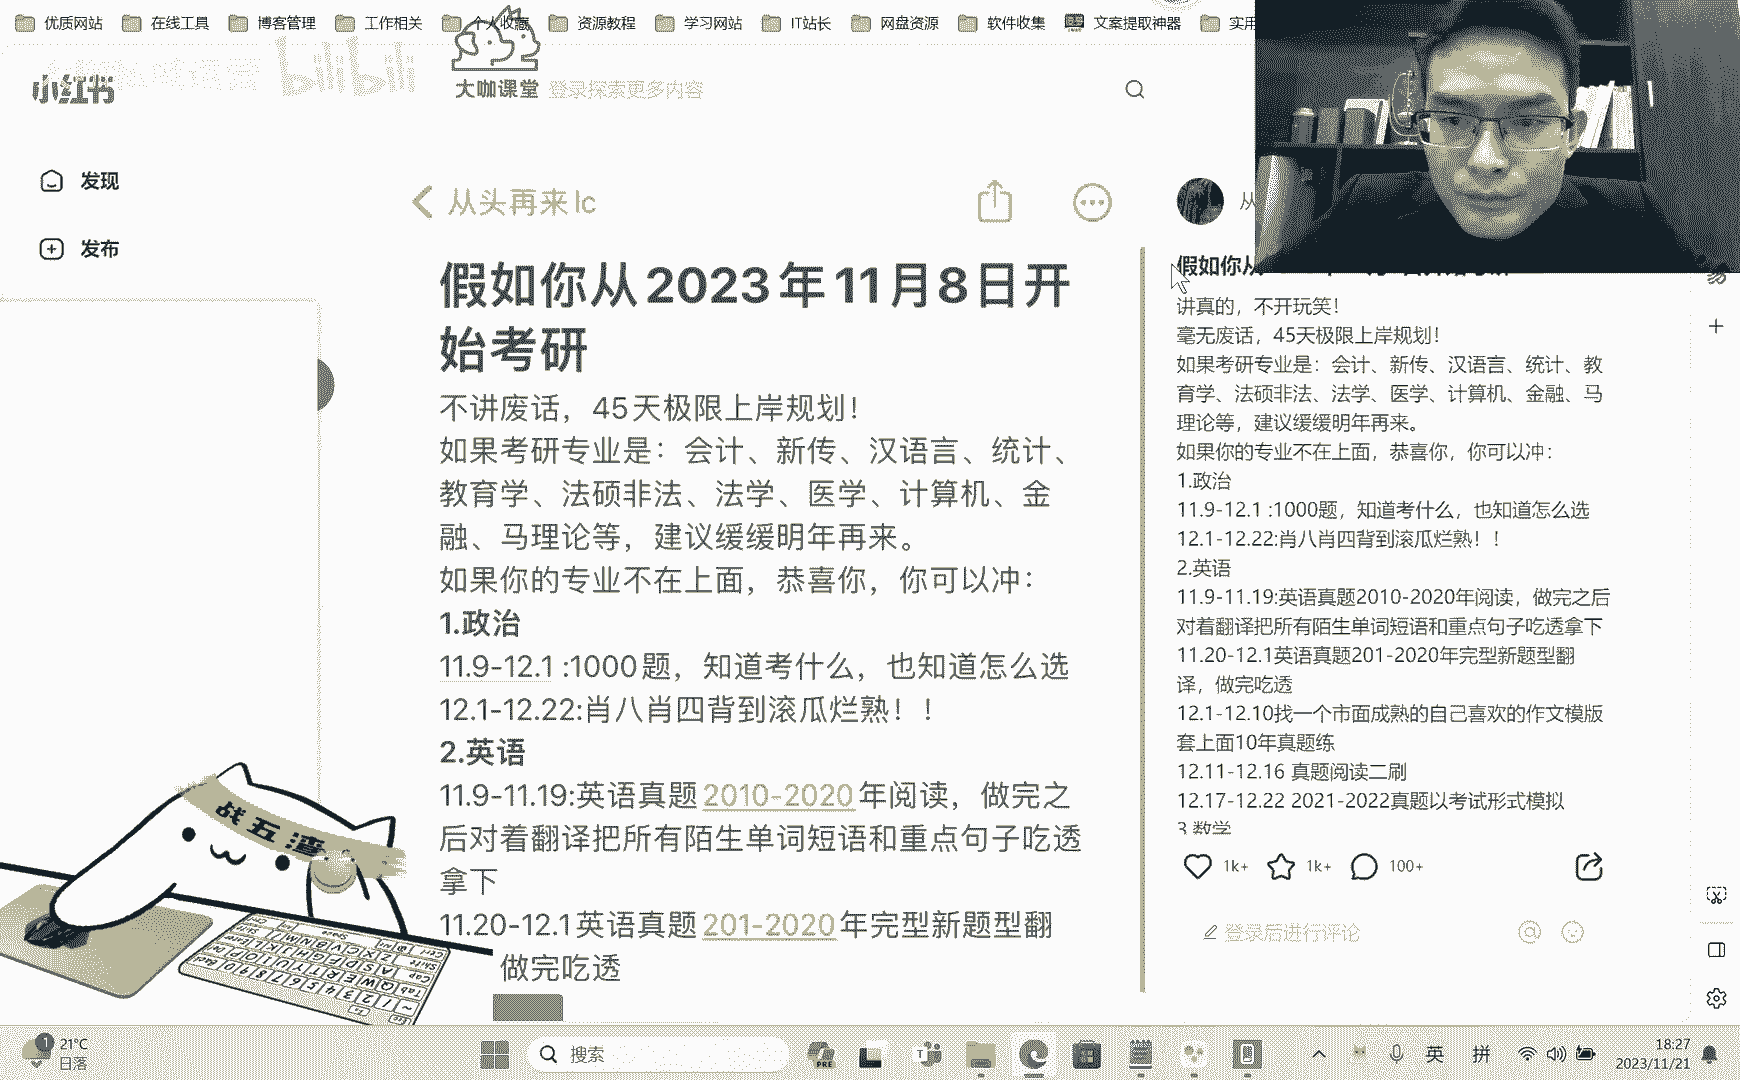 优质网站 在线工具 博客管理 工作相关 个人收藏 资源教程 学习网站 IT站长 网盘资源 软件收集 文案提取神器 实用
小红书
bilibili
大咖课堂
登录探索更多内容
发现
发布
从头再来lc
假如你从2023年11月8日开
始考研
不讲废话，45天极限上岸规划！
如果考研专业是：会计、新传、汉语言、统计、
教育学、法硕非法、法学、医学、计算机、金
融、马理论等，建议缓缓明年再来。
如果你的专业不在上面，恭喜你，你可以冲：
1.政治
11.9-12.1 :1000题，知道考什么，也知道怎么选
12.1-12.22:肖八肖四背到滚瓜烂熟！！
2.英语
11.9-11.19:英语真题2010-2020年阅读，做完之
后对着翻译把所有陌生单词短语和重点句子吃透
拿下
11.20-12.1英语真题201-2020年完型新题型翻
做完吃透
从
假如你从
讲真的，不开玩笑！
毫无废话，45天极限上岸规划！
如果考研专业是：会计、新传、汉语言、统计、教
育学、法硕非法、法学、医学、计算机、金融、马
理论等，建议缓缓明年再来。
如果你的专业不在上面，恭喜你，你可以冲：
1.政治
11.9-12.1 :1000题，知道考什么，也知道怎么选
12.1-12.22:肖八肖四背到滚瓜烂熟！！
2.英语
11.9-11.19:英语真题2010-2020年阅读，做完之后
对着翻译把所有陌生单词短语和重点句子吃透拿下
11.20-12.1英语真题201-2020年完型新题型翻
译，做完吃透
12.1-12.10找一个市面成熟的自己喜欢的作文模版
套上面10年真题练
12.11-12.16 真题阅读二刷
12.17-12.22 2021-2022真题以考试形式模拟
3.数学
1k+ 1k+ 100+
登录后进行评论
战五渣
1
21°C
日落
搜索
PRE
英 拼
18:27
2023/11/21